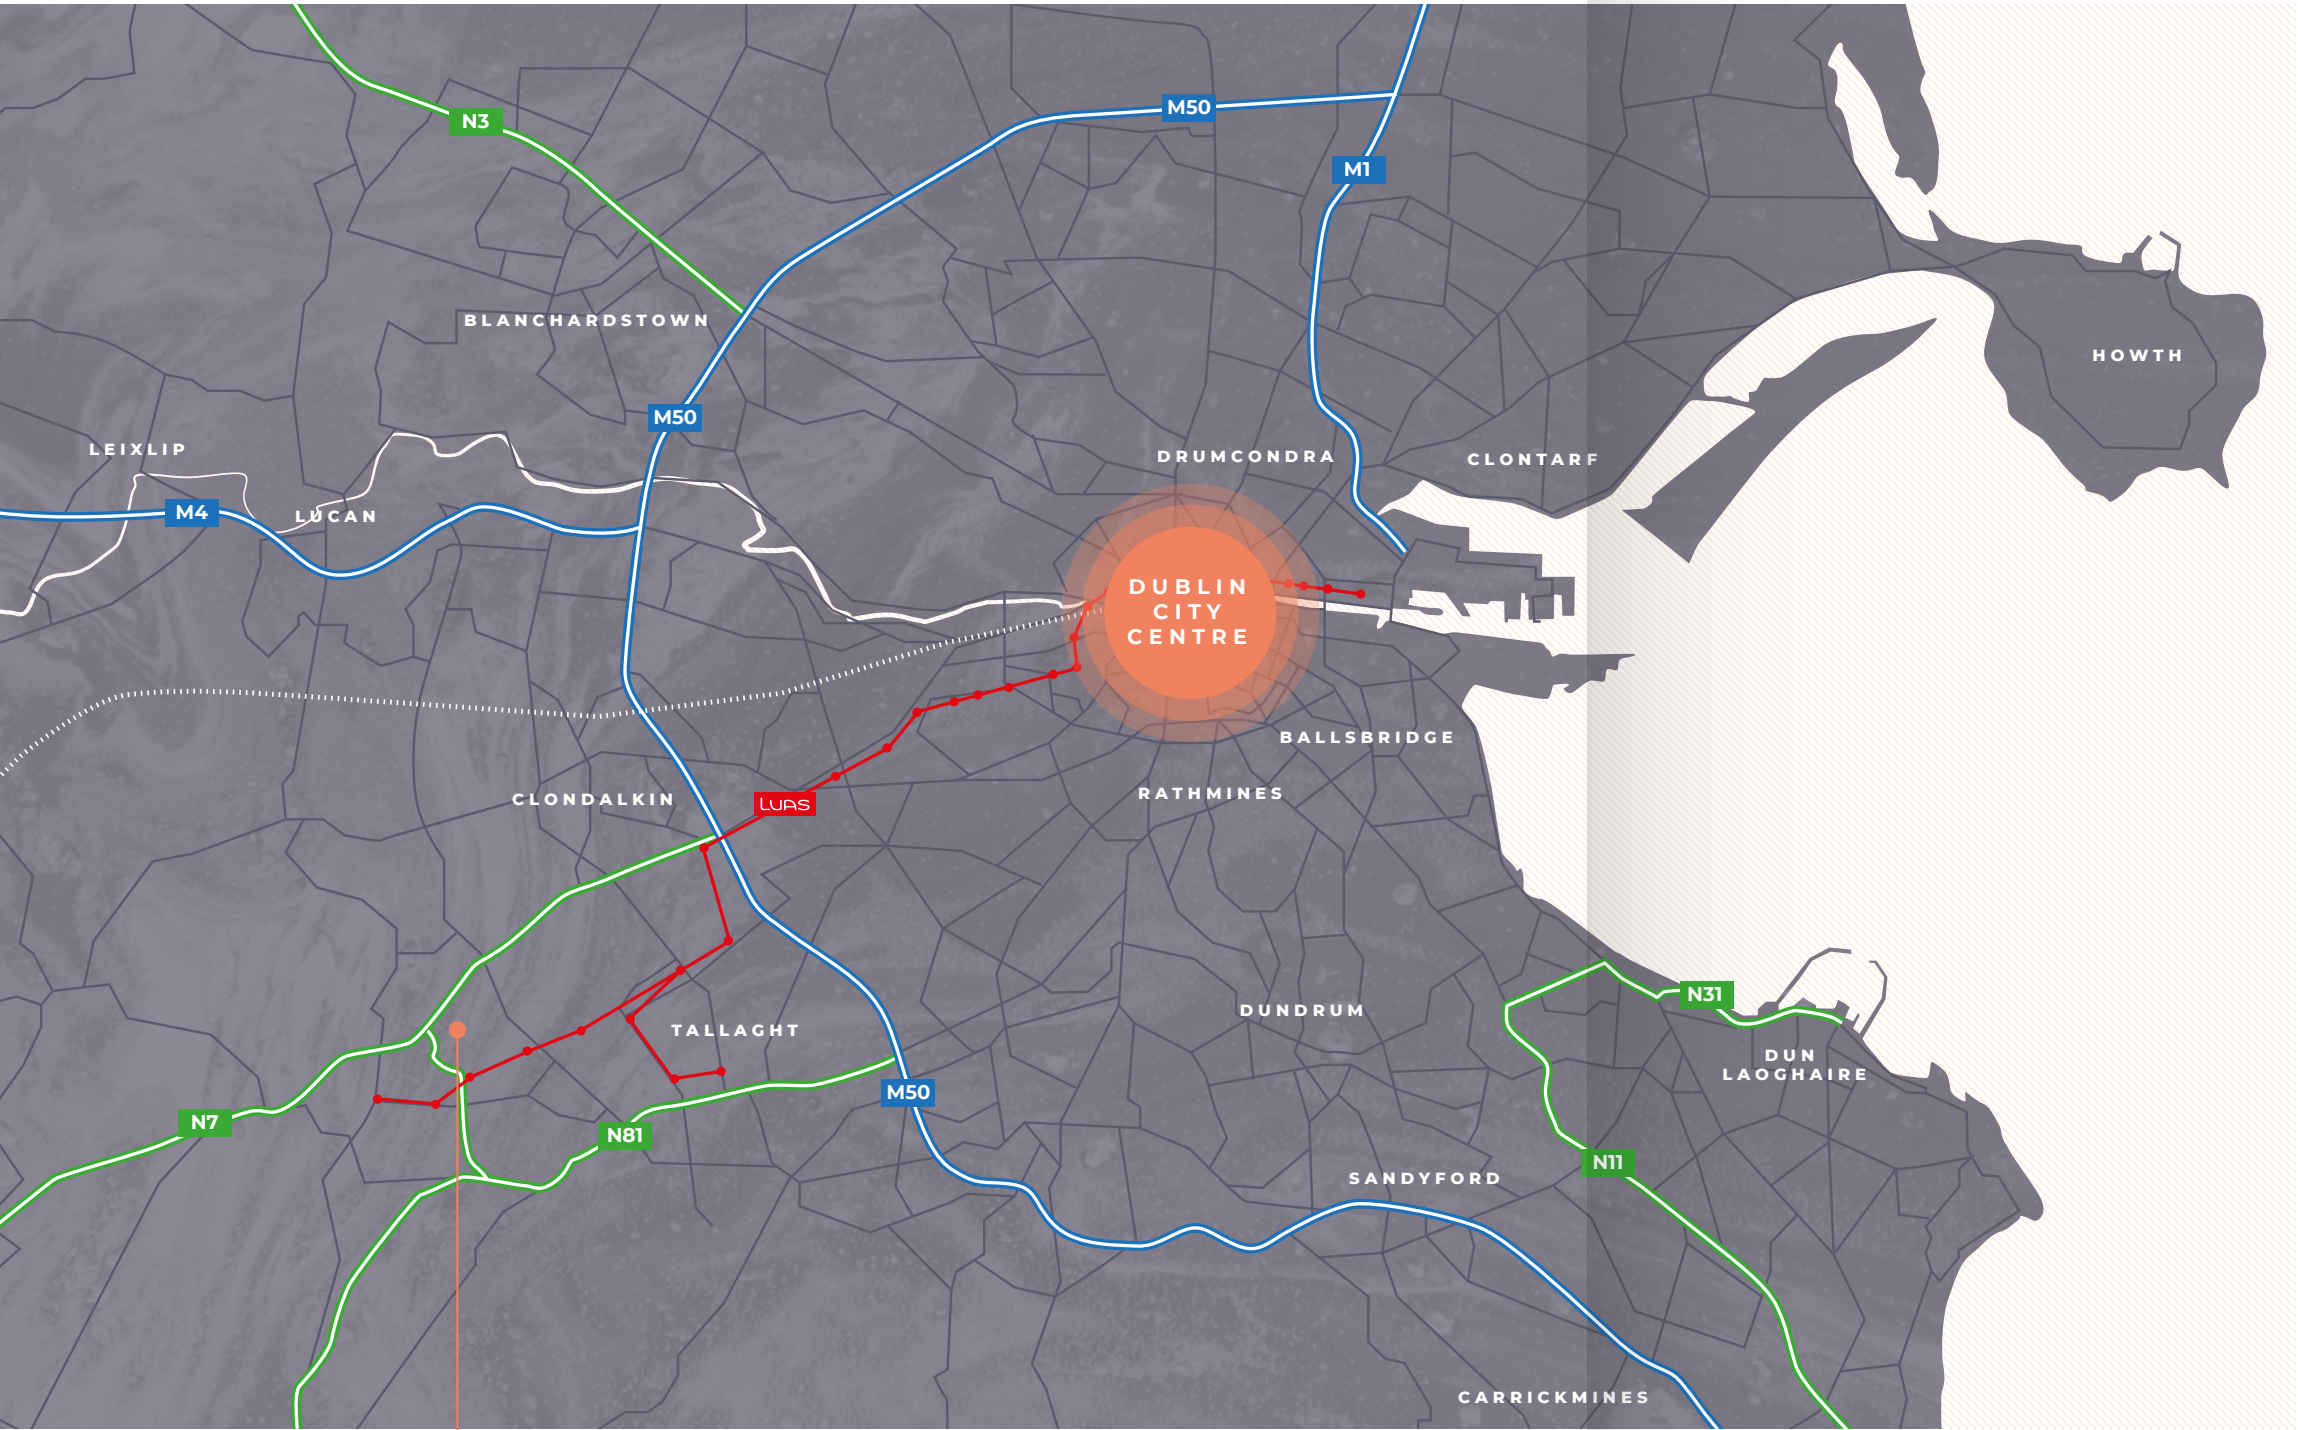 M50
N3
M1
BLANCHARDSTOWN
HOWTH
M50
LEIXLIP
DRUMCONDRA
CLONTARF
M4
LUCAN
DUBLIN
CITY
CENTRE
BALLSBRIDGE
RATHMINES
CLONDALKIN
LUAS
N31
DUNDRUM
TALLAGHT
DUN
LAOGHAIRE
M50
N7
N81
N11
SANDYFORD
CARRICKMINES